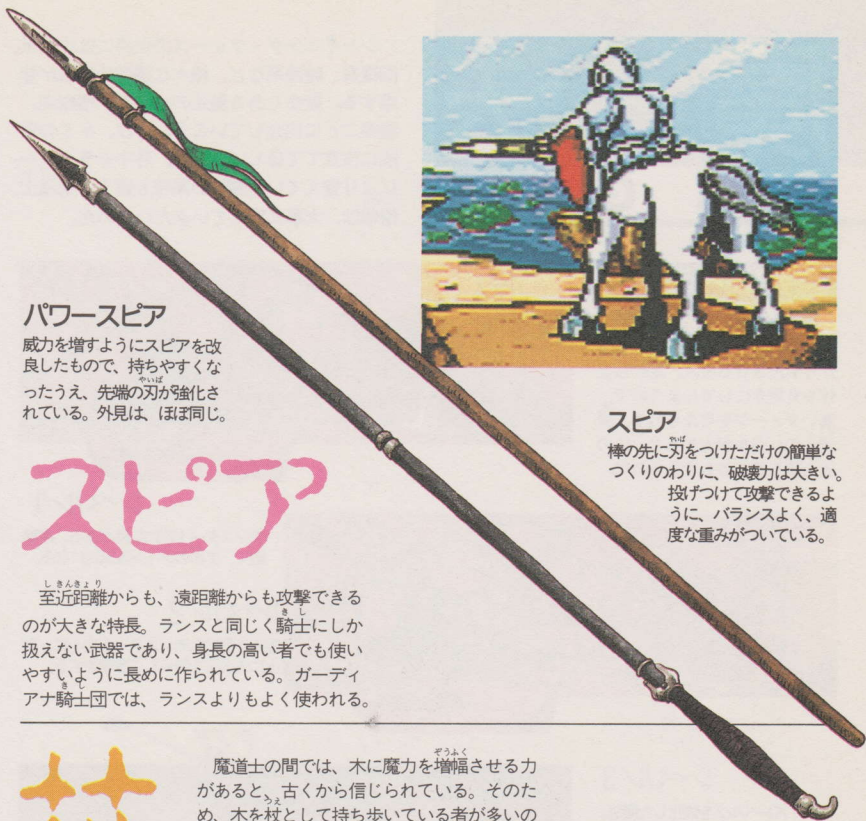 パワースピア
威力を増すようにスピアを改
良したもので、持ちやすくな
ったうえ、先端の刃が強化さ
れている。外見は、ほぼ同じ。
スピア
棒の先に刃をつけただけの簡単な
つくりのわりに、破壊力は大きい。
投げつけて攻撃できるよ
うに、バランスよく、適
度な重みがついている。
スピア
至近距離からも、遠距離からも攻撃できる
のが大きな特長。ランスと同じく騎士にしか
扱えない武器であり、身長の高い者でも使い
やすいように長めに作られている。ガーディ
アナ騎士団では、ランスよりもよく使われる。
魔道士の間では、木に魔力を増幅させる力
があると、古くから信じられている。そのた
め、木を杖として持ち歩いている者が多いの